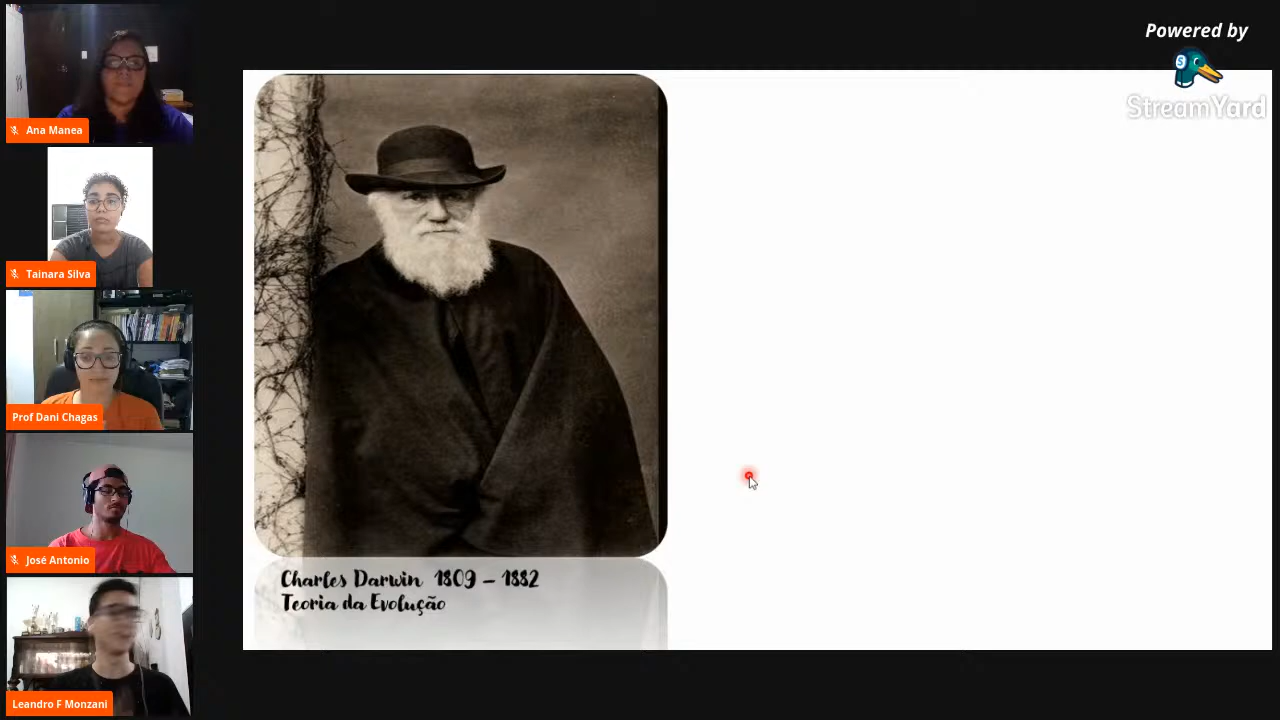 Ana Manea
Tainara Silva
Prof Dani Chagas
José Antonio
Leandro F Monzani
Charles Darwin 1809 – 1882
Teoria da Evolução
Powered by
StreamYard